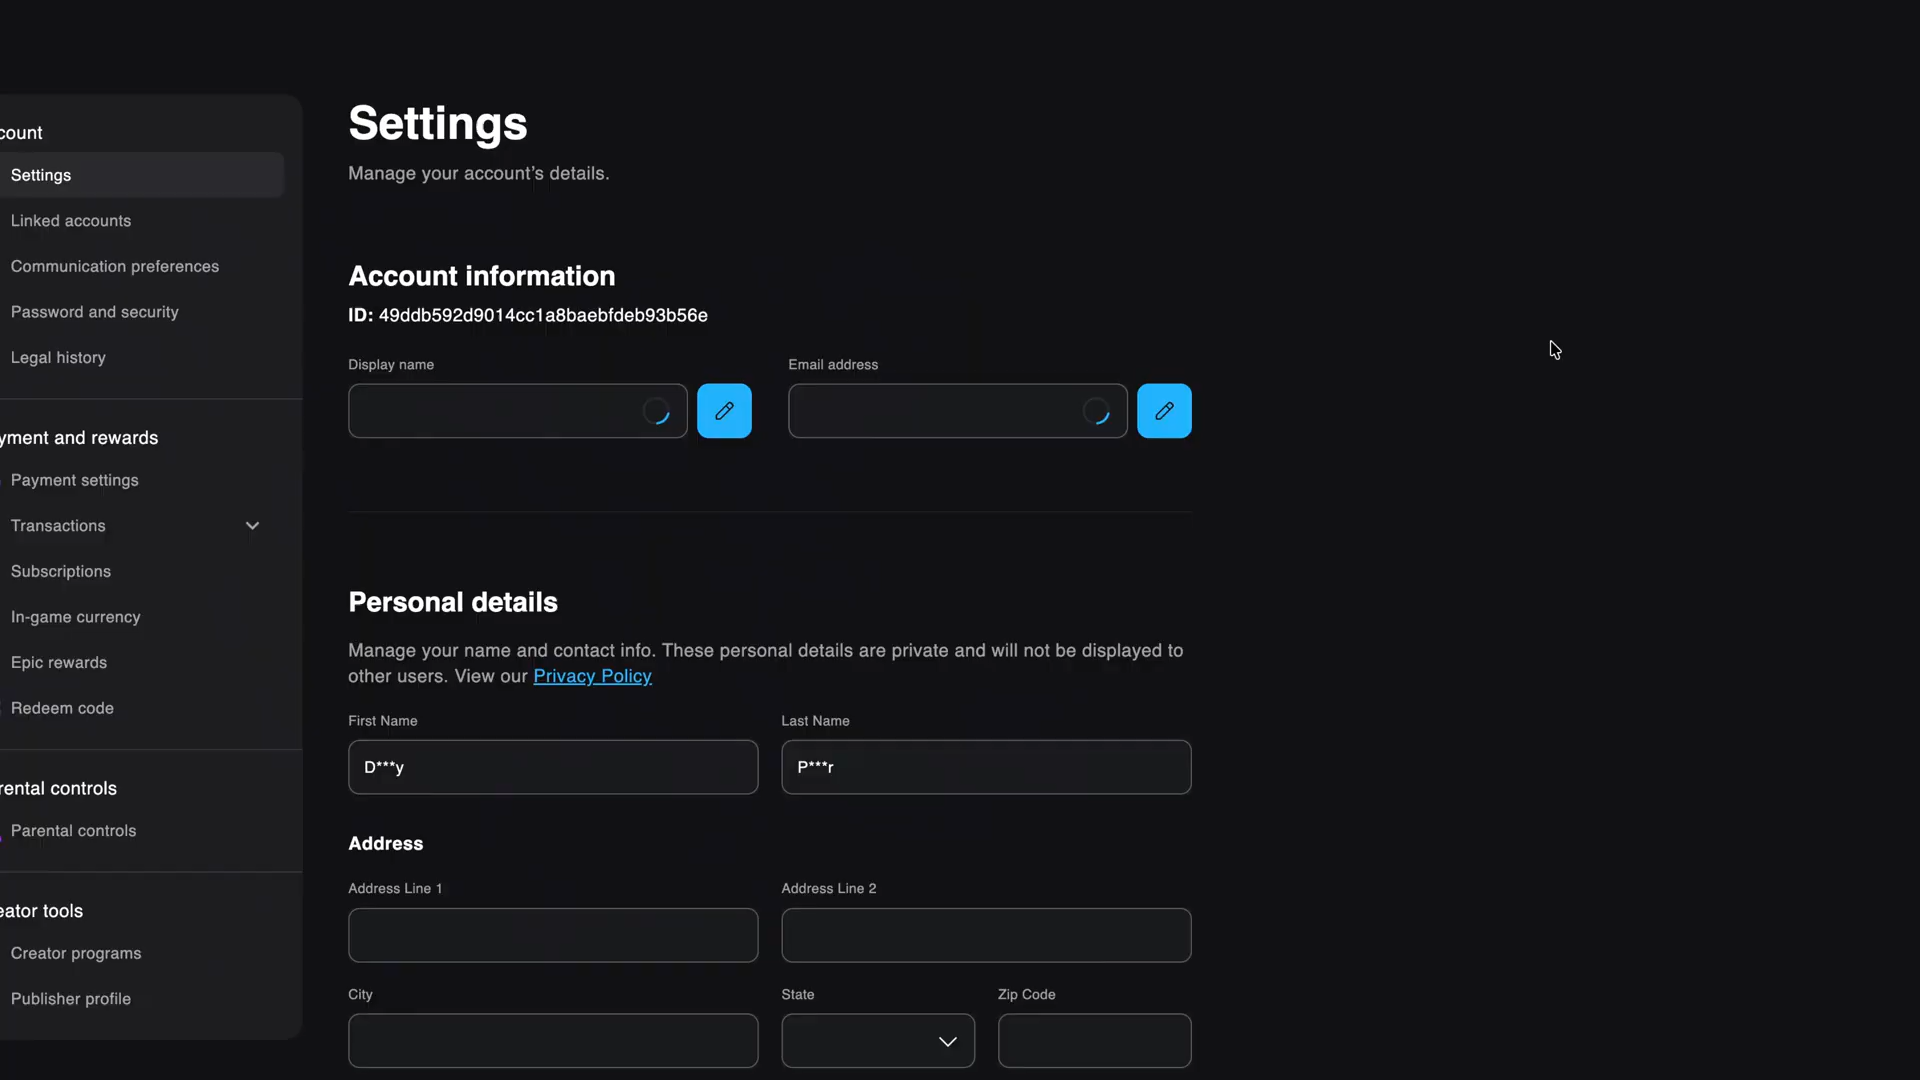 count
Settings
Linked accounts
Communication preferences
Password and security
Legal history
yment and rewards
Payment settings
Transactions
Subscriptions
In-game currency
Epic rewards
Redeem code
rental controls
Parental controls
eator tools
Creator programs
Publisher profile
Settings
Manage your account’s details.
Account information
ID: 49ddb592d9014cc1a8baebfdeb93b56e
Display name
Email address
Personal details
Manage your name and contact info. These personal details are private and will not be displayed to
other users. View our Privacy Policy
First Name
Last Name
D***y
P***r
Address
Address Line 1
Address Line 2
City
State
Zip Code